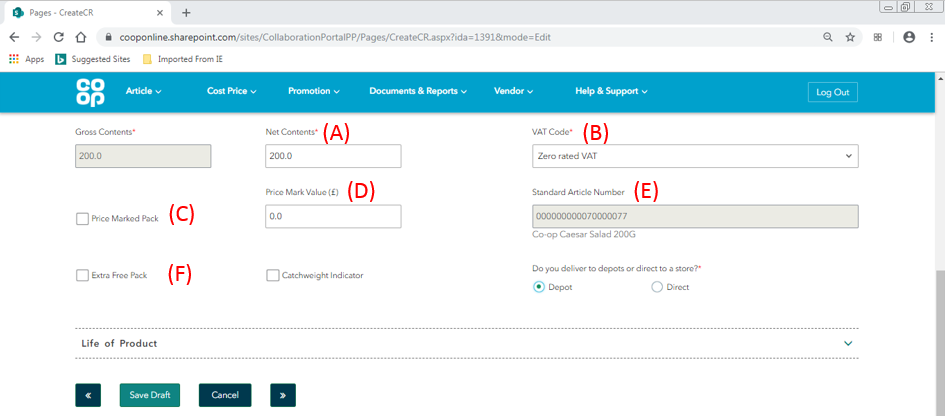 Pages - CreateCR
cooponline.sharepoint.com/sites/CollaborationPortalPP/Pages/CreateCR.aspx?ida=1391&mode=Edit
Apps Suggested Sites Imported From IE
co op Article Cost Price Promotion Documents & Reports Vendor Help & Support Log Out
Gross Contents* Net Contents* (A) VAT Code* (B)
200.0 200.0 Zero rated VAT
Price Mark Value (£) (D) Standard Article Number (E)
Price Marked Pack (C) 0.0 000000000070000077
Co-op Caesar Salad 200G
Extra Free Pack (F) Catchweight Indicator Do you deliver to depots or direct to a store?*
Depot Direct
Life of Product
« Save Draft Cancel »